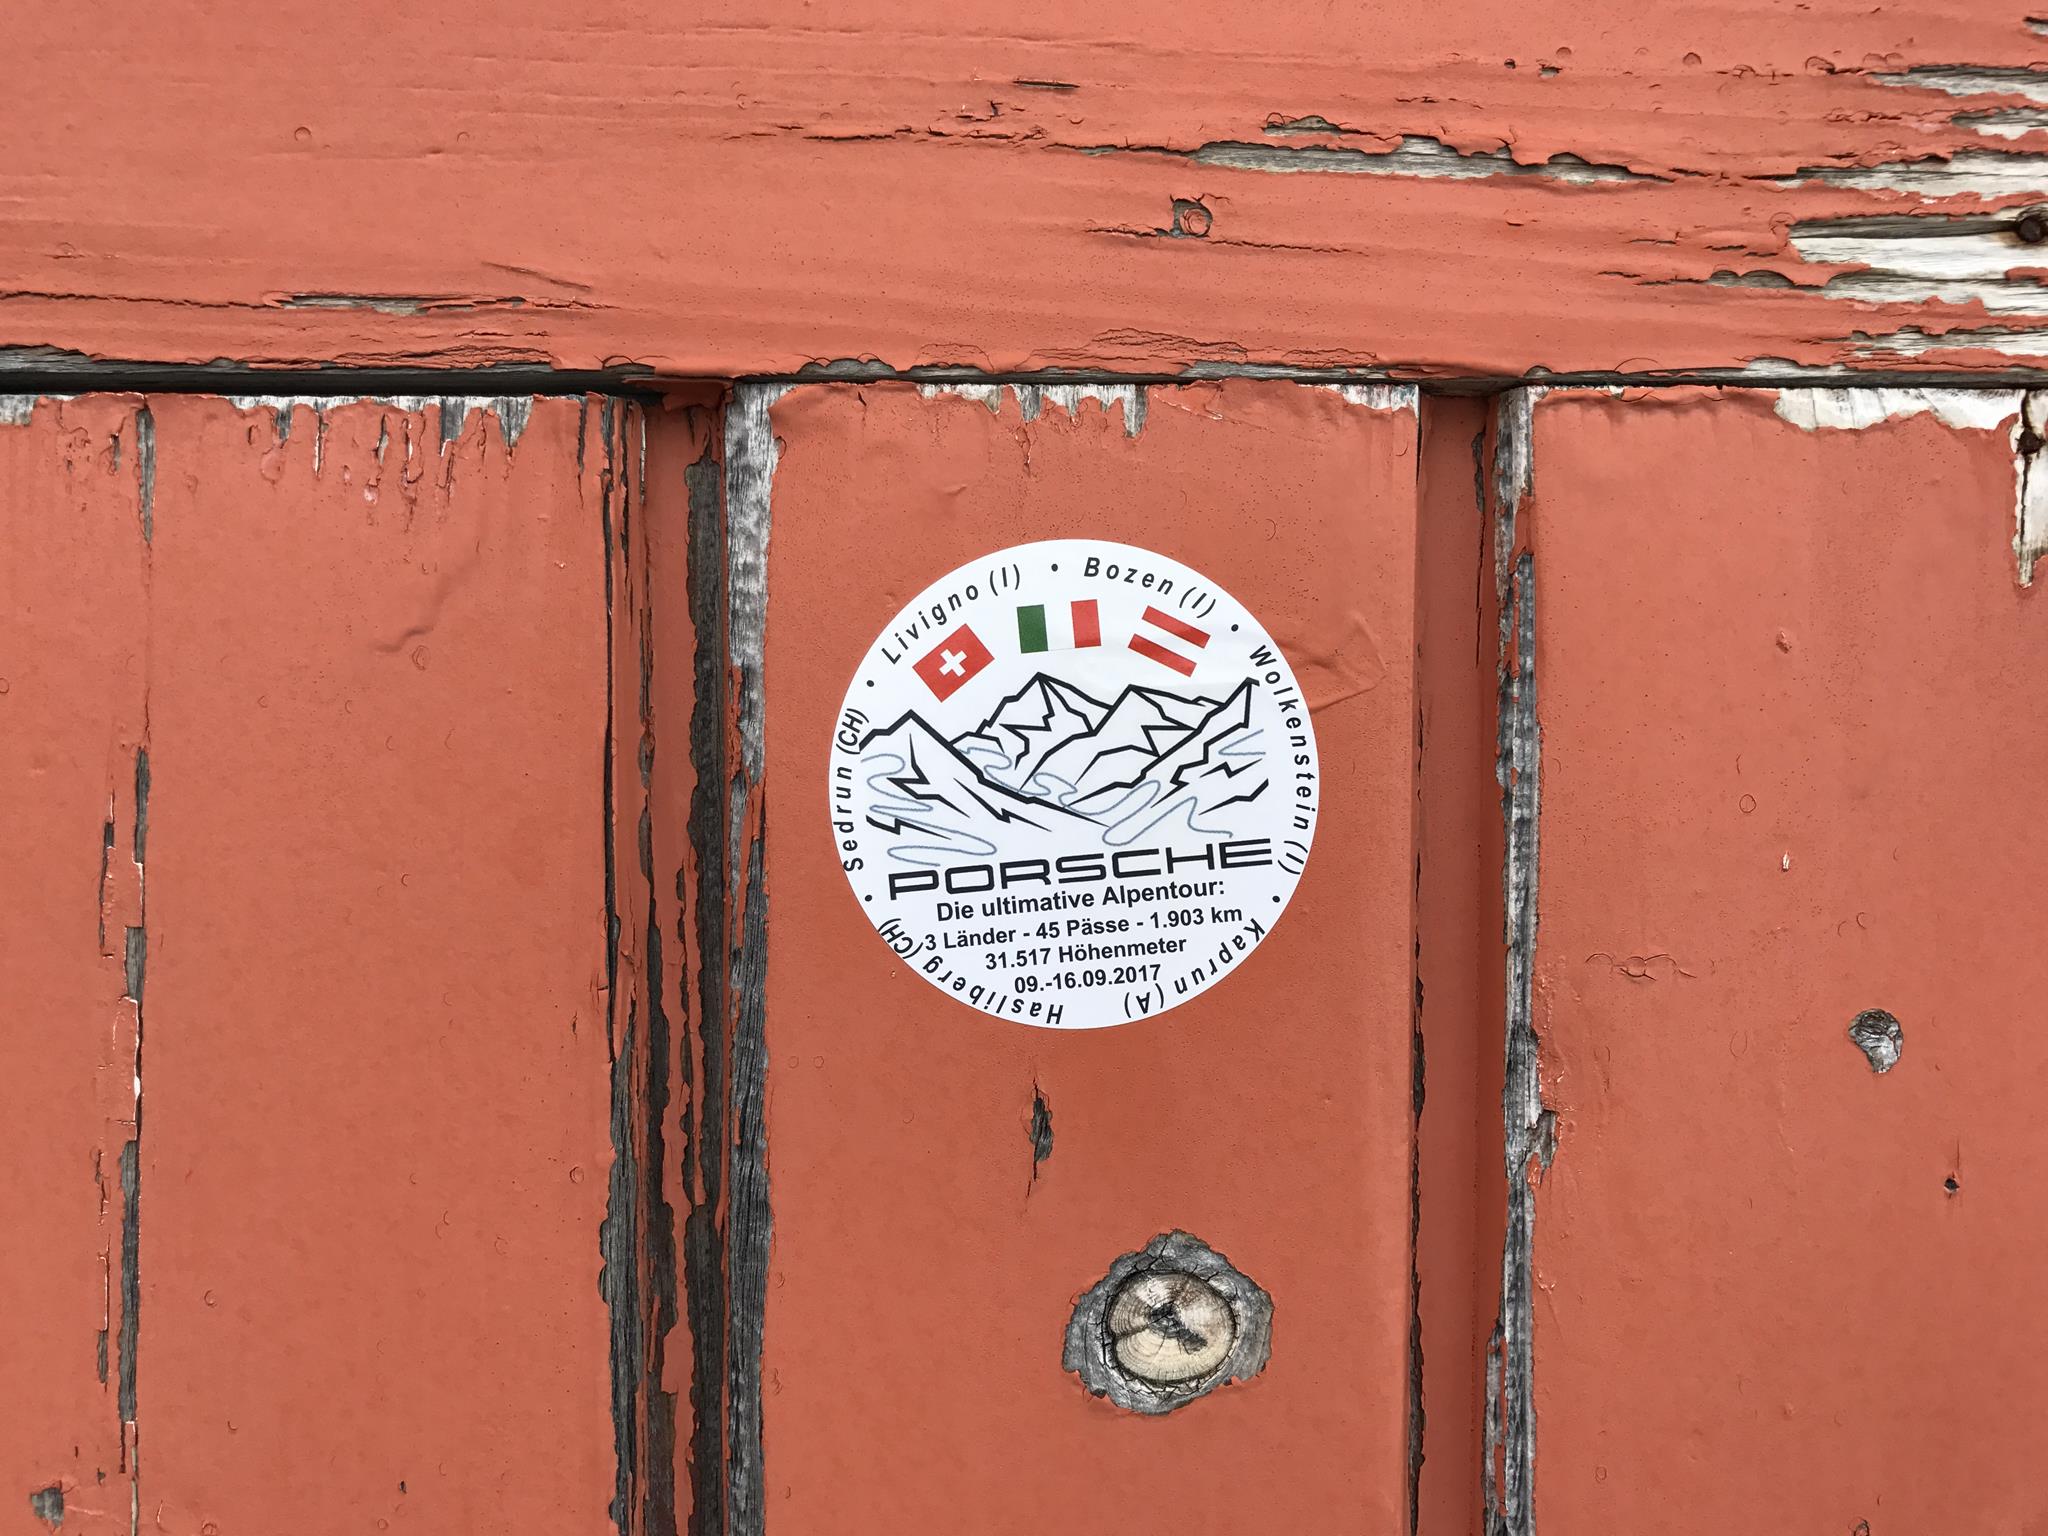 Hasliberg (CH) • Sedrun (CH) • Livigno (I) • Bozen (I) • Wolkenstein (I) • Kaprun (A)
PORSCHE
Die ultimative Alpentour:
3 Länder - 45 Pässe - 1.903 km
31.517 Höhenmeter
09.-16.09.2017